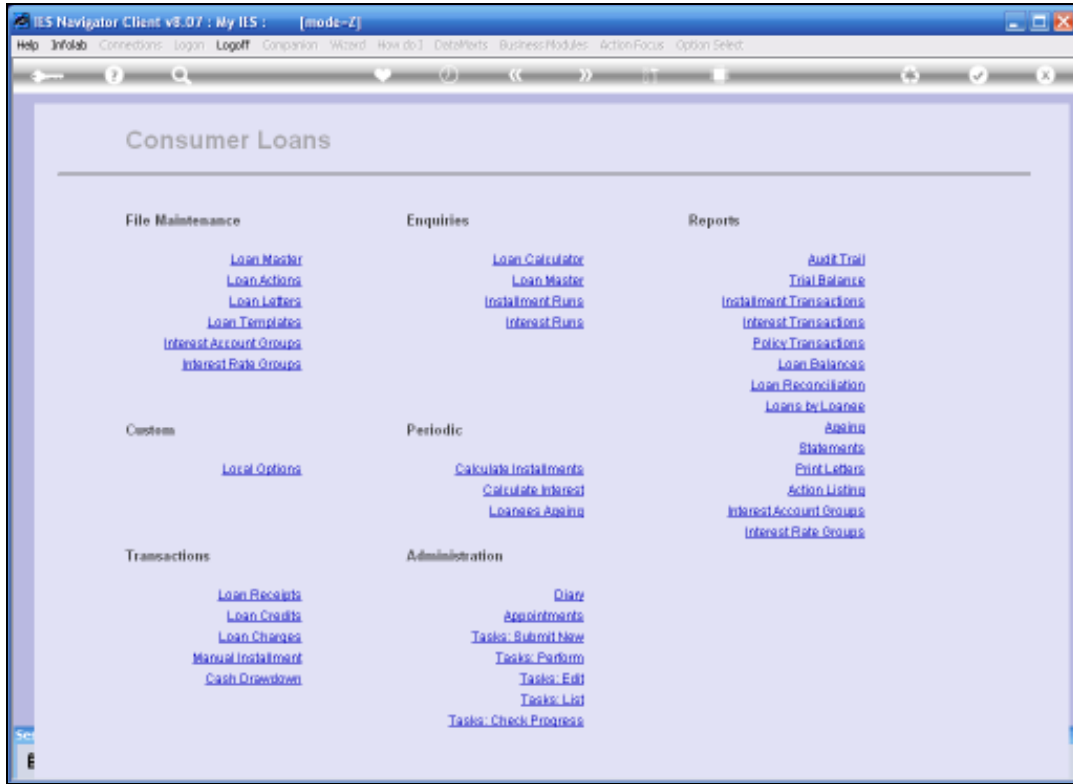 IES Navigator Client v8.07 : My IES : [mode-Z]
Help Infolab Connections Logon Logoff Companion Wizard How do I DataMarts Business Modules Action Focus Option Select
Consumer Loans
File Maintenance
Loan Master
Loan Actions
Loan Letters
Loan Templates
Interest Account Groups
Interest Rate Groups
Enquiries
Loan Calculator
Loan Master
Installment Runs
Interest Runs
Reports
Audit Trail
Trial Balance
Installment Transactions
Interest Transactions
Policy Transactions
Loan Balances
Loan Reconciliation
Loans by Loanee
Ageing
Statements
Print Letters
Action Listing
Interest Account Groups
Interest Rate Groups
Custom
Local Options
Periodic
Calculate Installments
Calculate Interest
Loanees Ageing
Transactions
Loan Receipts
Loan Credits
Loan Charges
Manual Installment
Cash Drawdown
Administration
Diary
Appointments
Tasks: Submit New
Tasks: Perform
Tasks: Edit
Tasks: List
Tasks: Check Progress